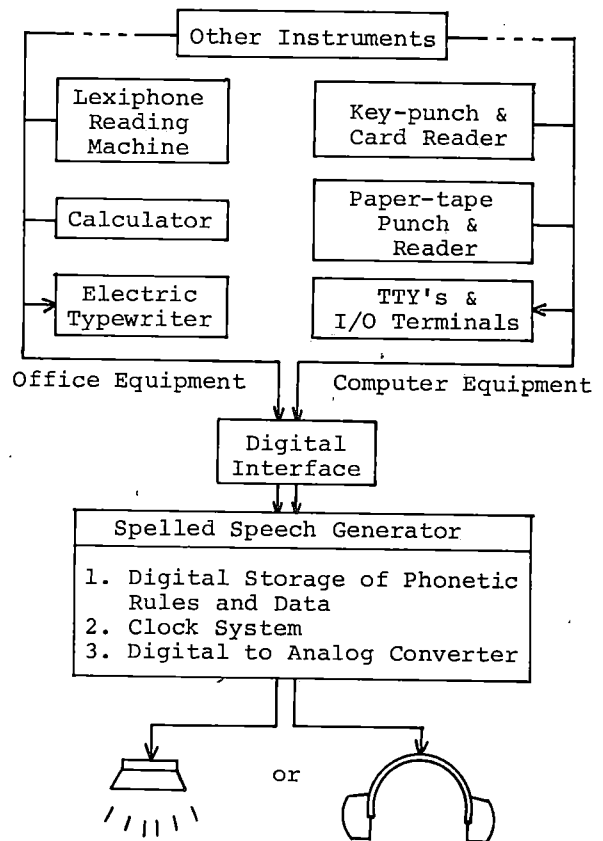 Other Instruments
Lexiphone
Reading
Machine
Calculator
Electric
Typewriter
Key-punch &
Card Reader
Paper-tape
Punch &
Reader
TTY's &
I/O Terminals
Office Equipment
Computer Equipment
Digital
Interface
Spelled Speech Generator
1. Digital Storage of Phonetic
Rules and Data
2. Clock System
3. Digital to Analog Converter
or